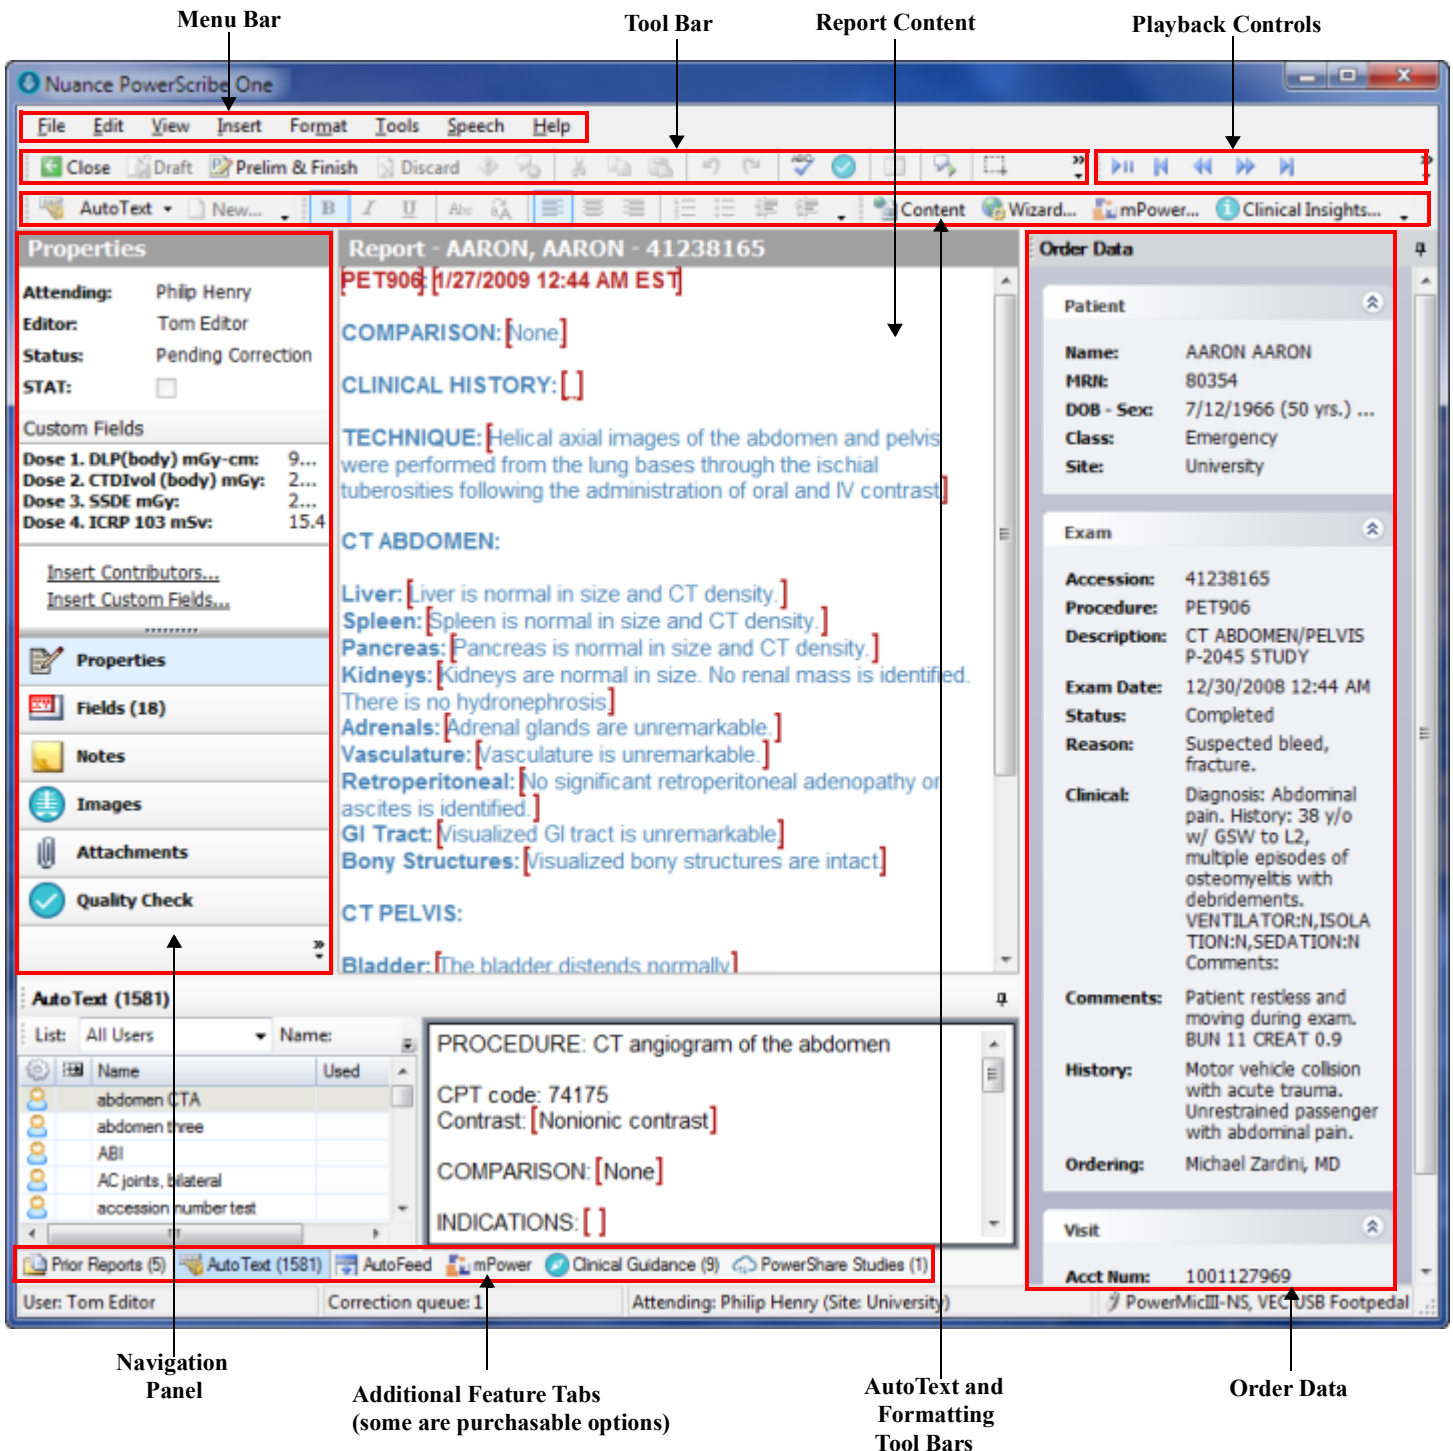 Menu Bar
Tool Bar
Report Content
Playback Controls
Nuance PowerScribe One
File Edit View Insert Format Tools Speech Help
Close Draft Prelim & Finish Discard
AutoText New... B I U Abc Content Wizard... mPower... Clinical Insights...
Properties
Attending: Philip Henry
Editor: Tom Editor
Status: Pending Correction
STAT:
Custom Fields
Dose 1. DLP(body) mGy-cm: 9...
Dose 2. CTDIvol (body) mGy: 2...
Dose 3. SSDE mGy: 2...
Dose 4. ICRP 103 mSv: 15.4
Insert Contributors...
Insert Custom Fields...
Properties
Fields (18)
Notes
Images
Attachments
Quality Check
Report - AARON, AARON - 41238165
[PET906]: [1/27/2009 12:44 AM EST]
COMPARISON: [None.]
CLINICAL HISTORY: [ ]
TECHNIQUE: [Helical axial images of the abdomen and pelvis
were performed from the lung bases through the ischial
tuberosities following the administration of oral and IV contrast.]
CT ABDOMEN:
Liver: [Liver is normal in size and CT density.]
Spleen: [Spleen is normal in size and CT density.]
Pancreas: [Pancreas is normal in size and CT density.]
Kidneys: [Kidneys are normal in size. No renal mass is identified.
There is no hydronephrosis.]
Adrenals: [Adrenal glands are unremarkable.]
Vasculature: [Vasculature is unremarkable.]
Retroperitoneal: [No significant retroperitoneal adenopathy or
ascites is identified.]
GI Tract: [Visualized GI tract is unremarkable.]
Bony Structures: [Visualized bony structures are intact.]
CT PELVIS:
Bladder: [The bladder distends normally.]
Order Data
Patient
Name: AARON AARON
MRN: 80354
DOB - Sex: 7/12/1966 (50 yrs.) ...
Class: Emergency
Site: University
Exam
Accession: 41238165
Procedure: PET906
Description: CT ABDOMEN/PELVIS
P-2045 STUDY
Exam Date: 12/30/2008 12:44 AM
Status: Completed
Reason: Suspected bleed,
fracture.
Clinical: Diagnosis: Abdominal
pain. History: 38 y/o
w/ GSW to L2,
multiple episodes of
osteomyelitis with
debridements.
VENTILATOR:N,ISOLA
TION:N,SEDATION:N
Comments:
Comments: Patient restless and
moving during exam.
BUN 11 CREAT 0.9
History: Motor vehicle collision
with acute trauma.
Unrestrained passenger
with abdominal pain.
Ordering: Michael Zardini, MD
Visit
Acct Num: 1001127969
AutoText (1581)
List: All Users Name:
Name Used
abdomen CTA
abdomen three
ABI
AC joints, bilateral
accession number test
PROCEDURE: CT angiogram of the abdomen
CPT code: 74175
Contrast: [Nonionic contrast]
COMPARISON: [None]
INDICATIONS: [ ]
Prior Reports (5) AutoText (1581) AutoFeed mPower Clinical Guidance (9) PowerShare Studies (1)
User: Tom Editor Correction queue: 1 Attending: Philip Henry (Site: University) PowerMicIII-NS, VEC USB Footpedal
Navigation
Panel
Additional Feature Tabs
(some are purchasable options)
AutoText and
Formatting
Tool Bars
Order Data